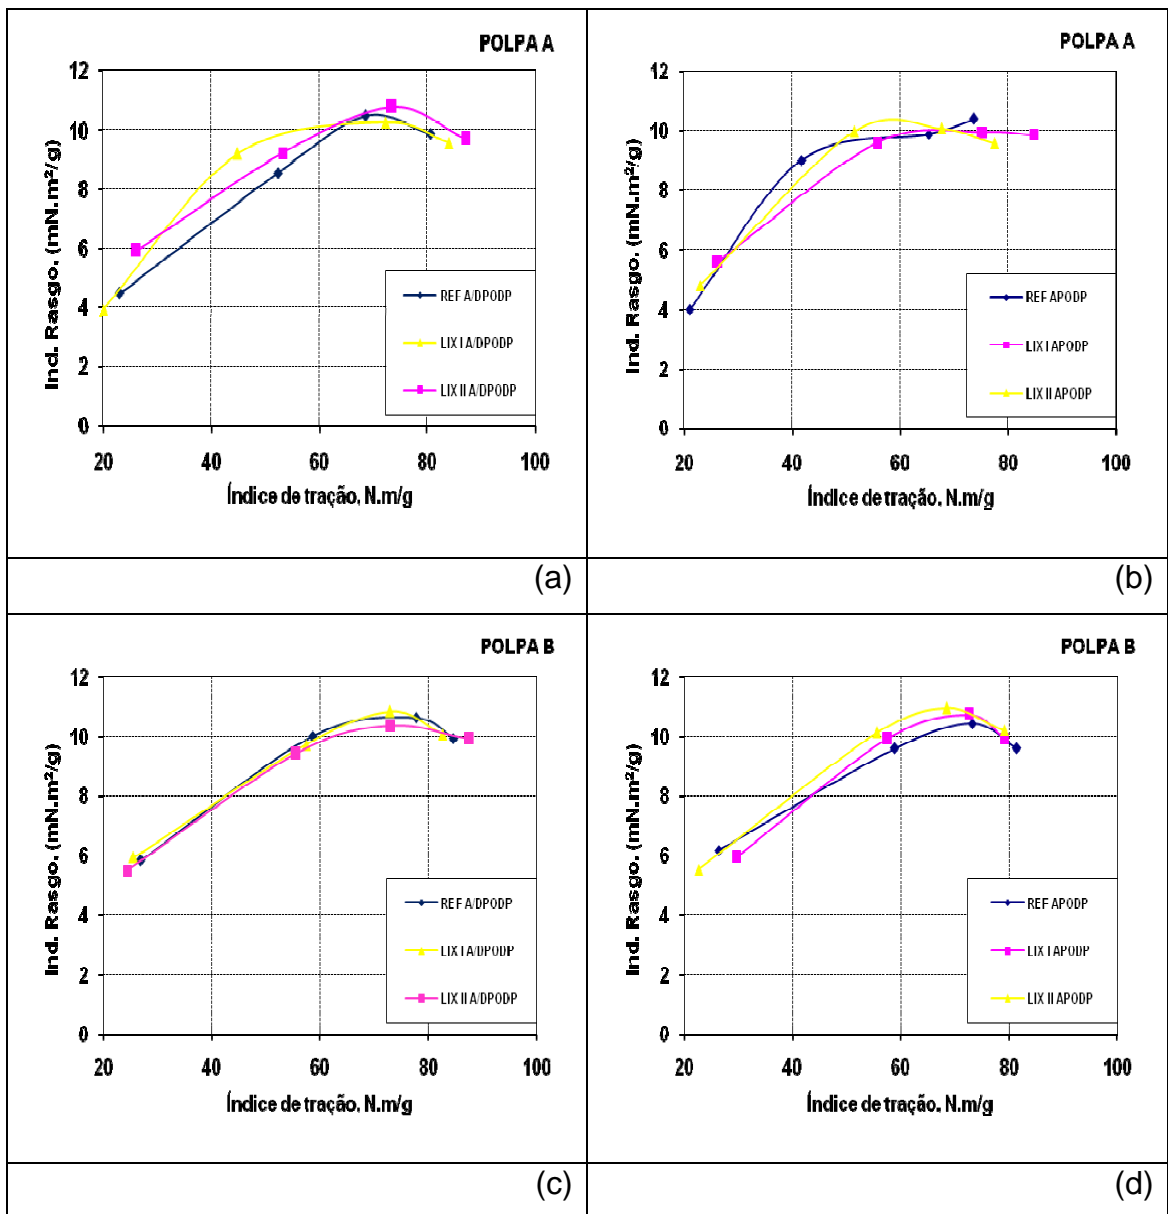 POLPA A
Ind. Rasgo. (mN.m²/g)
12
10
8
6
4
2
0
REF A/DPODP
LIX I A/DPODP
LIX II A/DPODP
20 40 60 80 100
Índice de tração, N.m/g
(a)
POLPA A
Ind. Rasgo. (mN.m²/g)
12
10
8
6
4
2
0
REF APODP
LIX I APODP
LIX II APODP
20 40 60 80 100
Índice de tração, N.m/g
(b)
POLPA B
Ind. Rasgo. (mN.m²/g)
12
10
8
6
4
2
0
REF A/DPODP
LIX I A/DPODP
LIX II A/DPODP
20 40 60 80 100
Índice de tração, N.m/g
(c)
POLPA B
Ind. Rasgo. (mN.m²/g)
12
10
8
6
4
2
0
REF APODP
LIX I APODP
LIX II APODP
20 40 60 80 100
Índice de tração, N.m/g
(d)